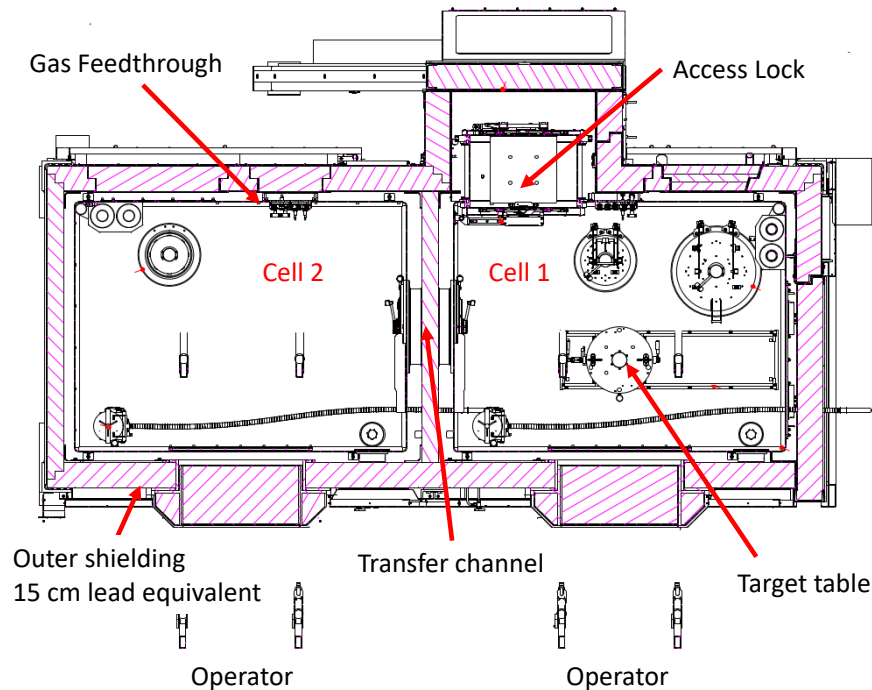 Gas Feedthrough
Access Lock
Cell 2
Cell 1
Outer shielding
15 cm lead equivalent
Transfer channel
Target table
Operator
Operator